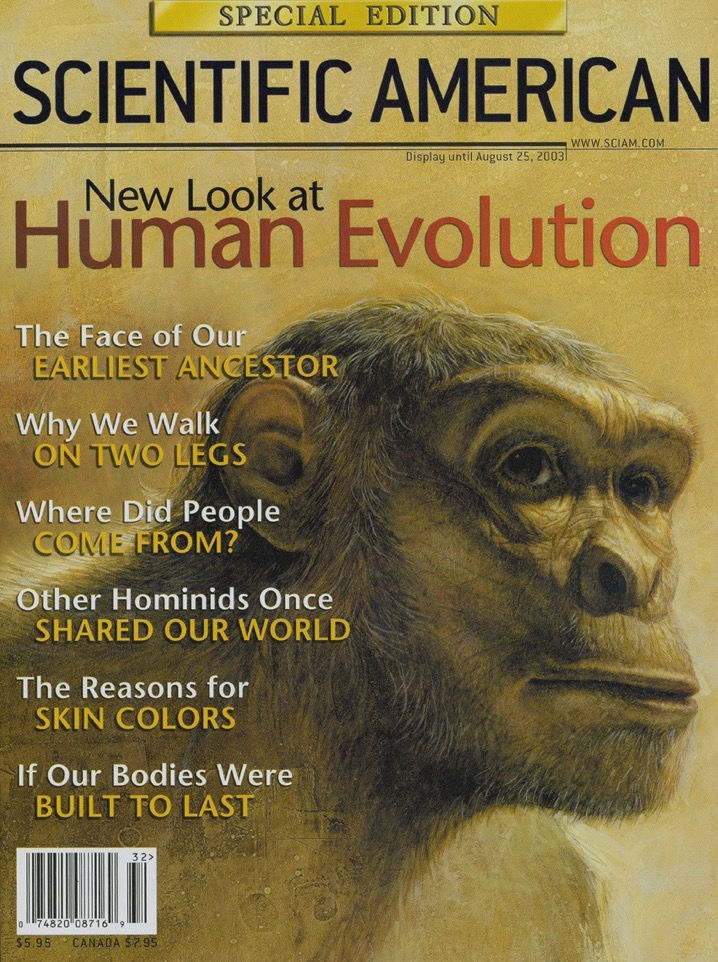 SPECIAL EDITION
SCIENTIFIC AMERICAN
WWW.SCIAM.COM
Display until August 25, 2003
New Look at
Human Evolution
The Face of Our
EARLIEST ANCESTOR
Why We Walk
ON TWO LEGS
Where Did People
COME FROM?
Other Hominids Once
SHARED OUR WORLD
The Reasons for
SKIN COLORS
If Our Bodies Were
BUILT TO LAST
32>
0 74820 08716 9
$5.95 CANADA $7.95